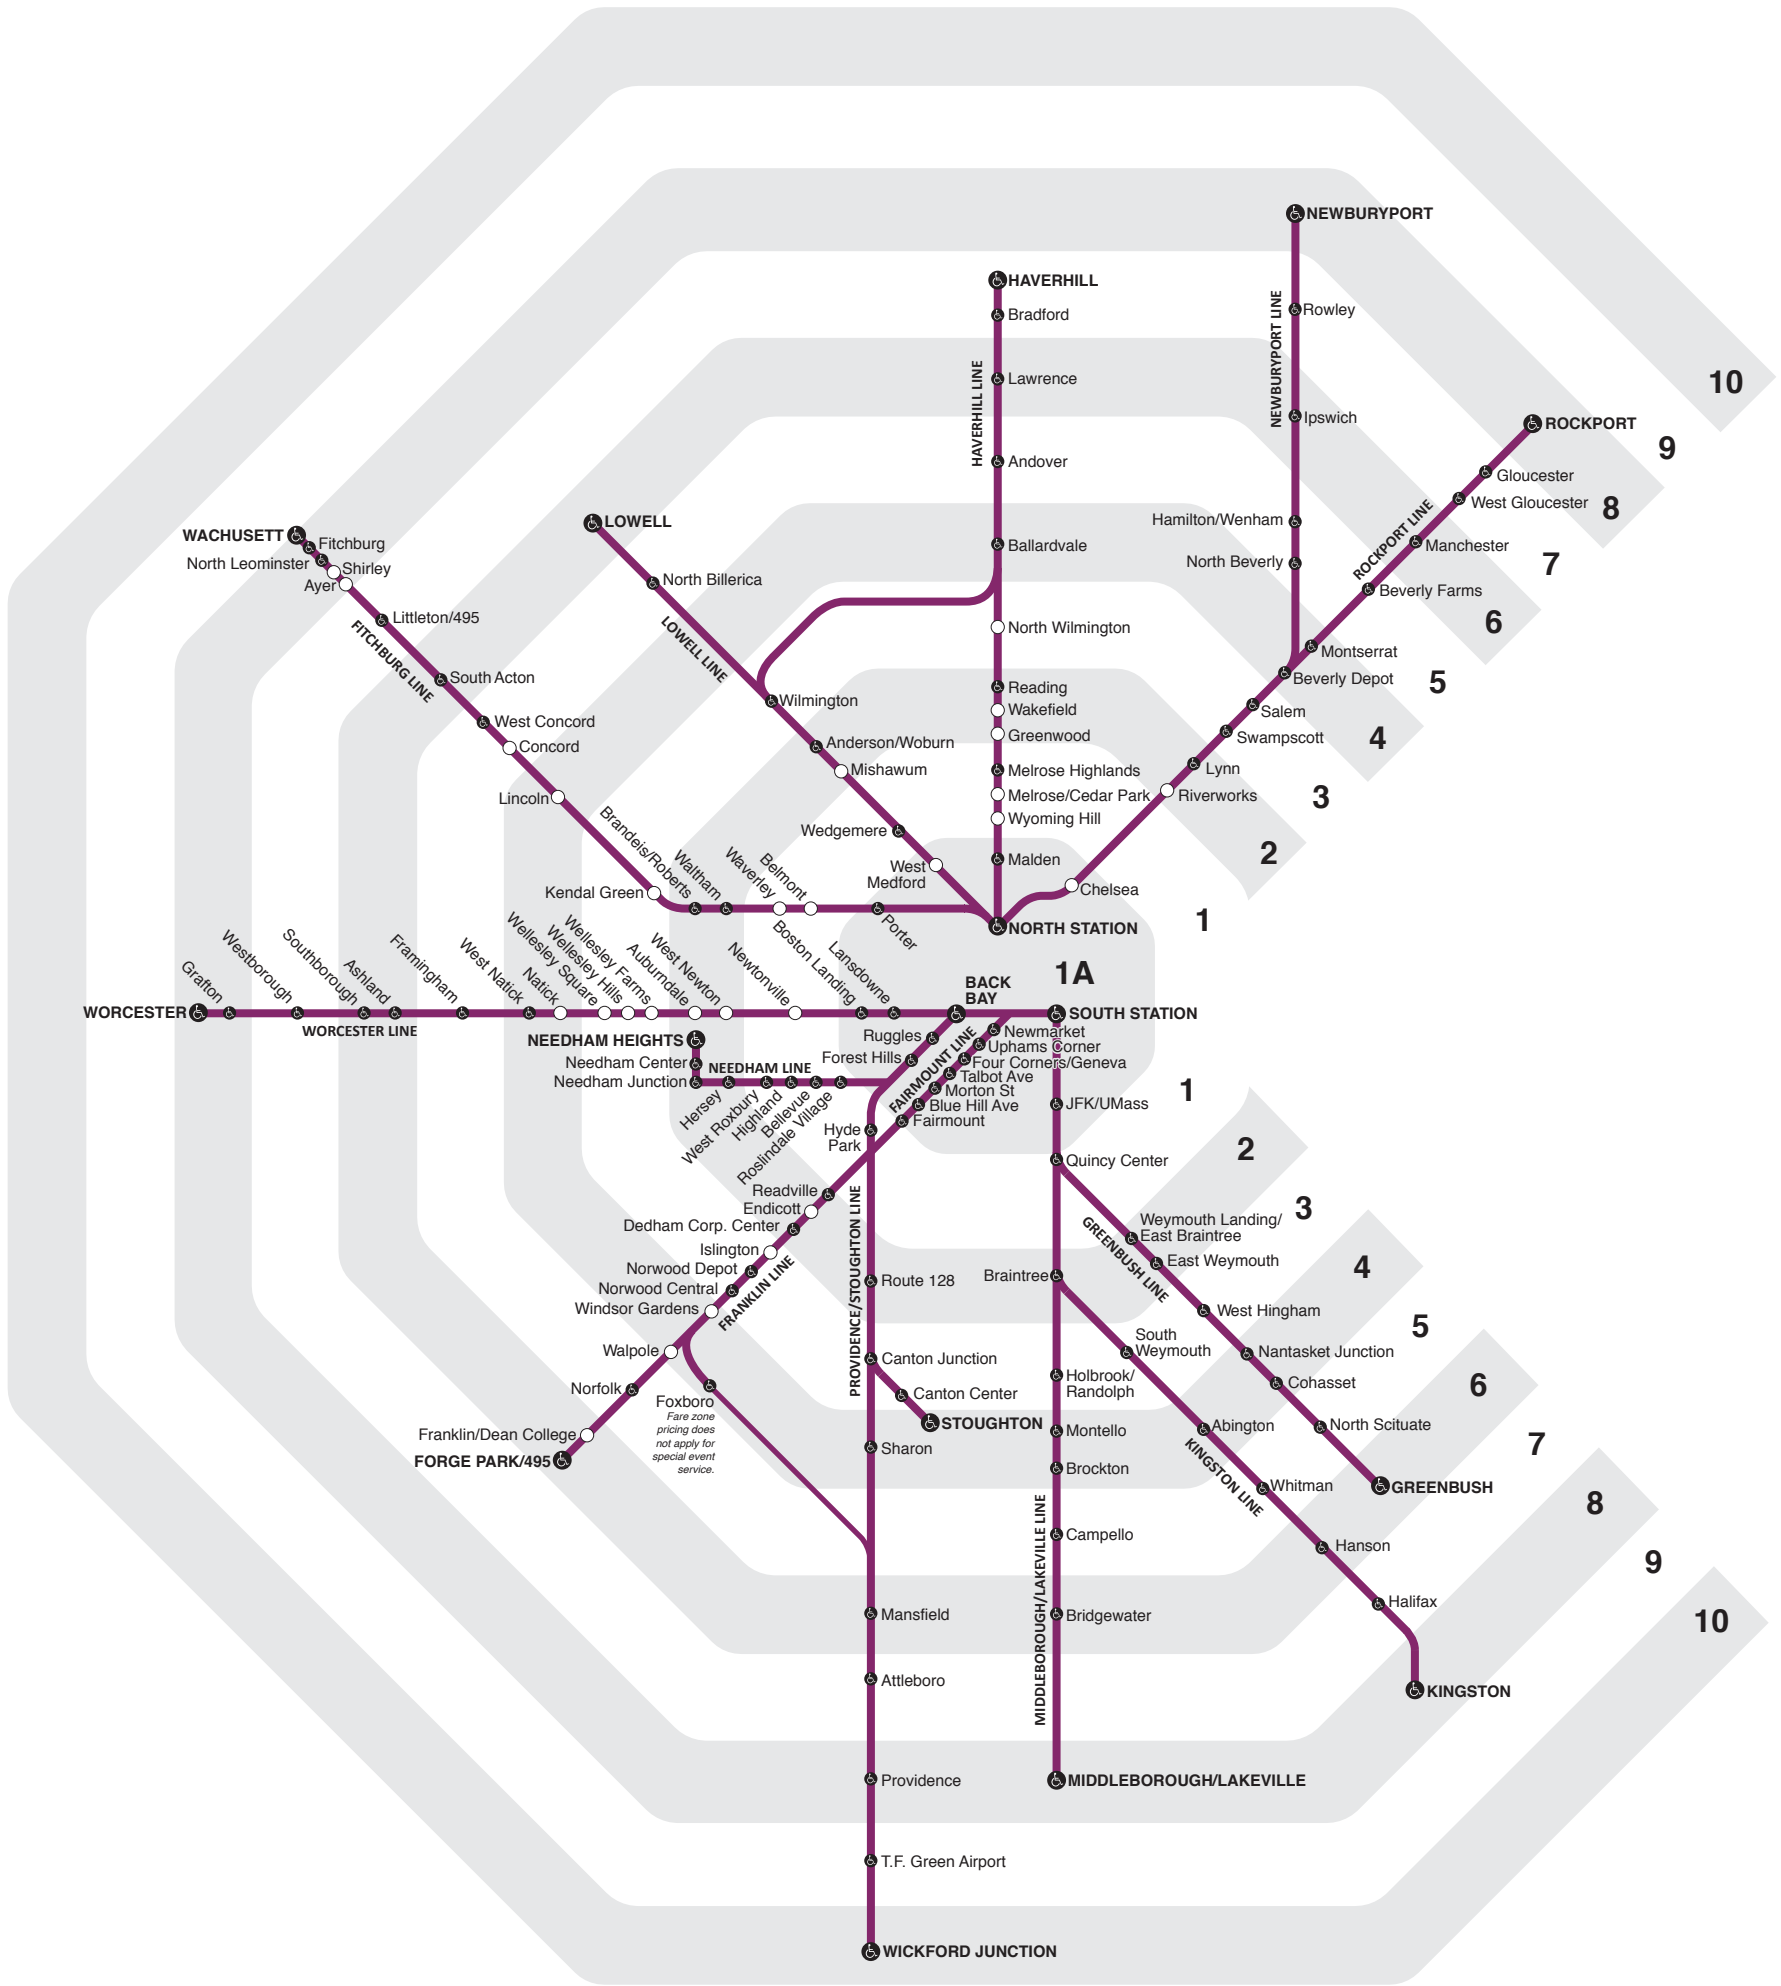 NEWBURYPORT
HAVERHILL
Bradford
NEWBURYPORT LINE
Rowley
HAVERHILL LINE
Lawrence
10
Ipswich
ROCKPORT
9
Andover
Gloucester
West Gloucester
8
LOWELL
Hamilton/Wenham
ROCKPORT LINE
WACHUSETT
Fitchburg
Ballardvale
Manchester
North Leominster
Shirley
North Beverly
7
Ayer
North Billerica
Beverly Farms
Littleton/495
FITCHBURG LINE
LOWELL LINE
North Wilmington
6
Montserrat
South Acton
Reading
Beverly Depot
5
Wilmington
Wakefield
Salem
West Concord
Greenwood
Swampscott
4
Concord
Anderson/Woburn
Mishawum
Melrose Highlands
Lynn
Lincoln
Melrose/Cedar Park
Riverworks
3
Brandeis/Roberts
Waltham
Waverley
Belmont
Wedgemere
Wyoming Hill
2
West
Medford
Malden
Kendal Green
Chelsea
Porter
NORTH STATION
1
Boston Landing
Lansdowne
1A
Grafton
Westborough
Southborough
Ashland
Framingham
West Natick
Natick
Wellesley Square
Wellesley Hills
Wellesley Farms
Auburndale
West Newton
Newtonville
BACK
BAY
WORCESTER
WORCESTER LINE
SOUTH STATION
NEEDHAM HEIGHTS
Ruggles
Newmarket
Needham Center
NEEDHAM LINE
Forest Hills
FAIRMOUNT LINE
Uphams Corner
Four Corners/Geneva
Needham Junction
Talbot Ave
Morton St
1
Hersey
West Roxbury
Highland
Bellevue
Roslindale Village
Blue Hill Ave
JFK/UMass
Fairmount
Hyde
Park
2
Quincy Center
Readville
Endicott
Dedham Corp. Center
3
Weymouth Landing/
East Braintree
Islington
East Weymouth
Norwood Depot
PROVIDENCE/STOUGHTON LINE
GREENBUSH LINE
4
Norwood Central
FRANKLIN LINE
Route 128
Braintree
Windsor Gardens
West Hingham
5
Walpole
South
Weymouth
Canton Junction
Nantasket Junction
Norfolk
Canton Center
Holbrook/
Randolph
Cohasset
6
Foxboro
Fare zone
pricing does
not apply for
special event
service.
STOUGHTON
Franklin/Dean College
Montello
Abington
North Scituate
7
FORGE PARK/495
Sharon
Brockton
KINGSTON LINE
Whitman
GREENBUSH
8
Campello
Hanson
9
MIDDLEBOROUGH/LAKEVILLE LINE
Mansfield
Bridgewater
Halifax
10
Attleboro
KINGSTON
Providence
MIDDLEBOROUGH/LAKEVILLE
T.F. Green Airport
WICKFORD JUNCTION